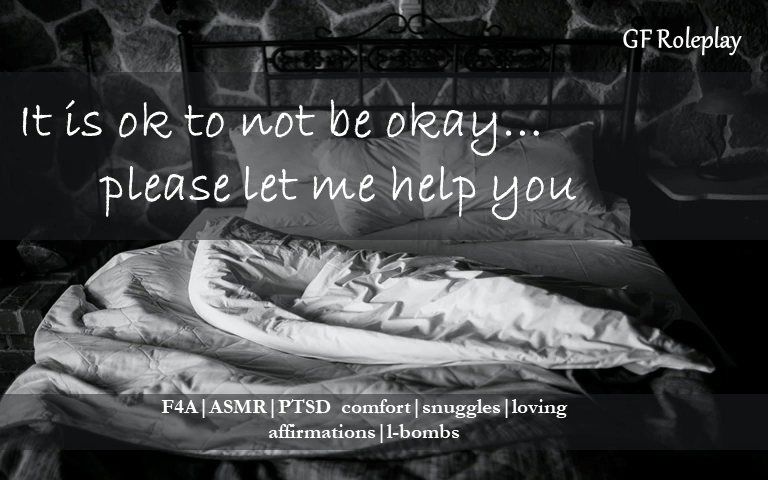 GF Roleplay
It is ok to not be okay...
please let me help you
F4A|ASMR|PTSD comfort|snuggles|loving
affirmations|l-bombs